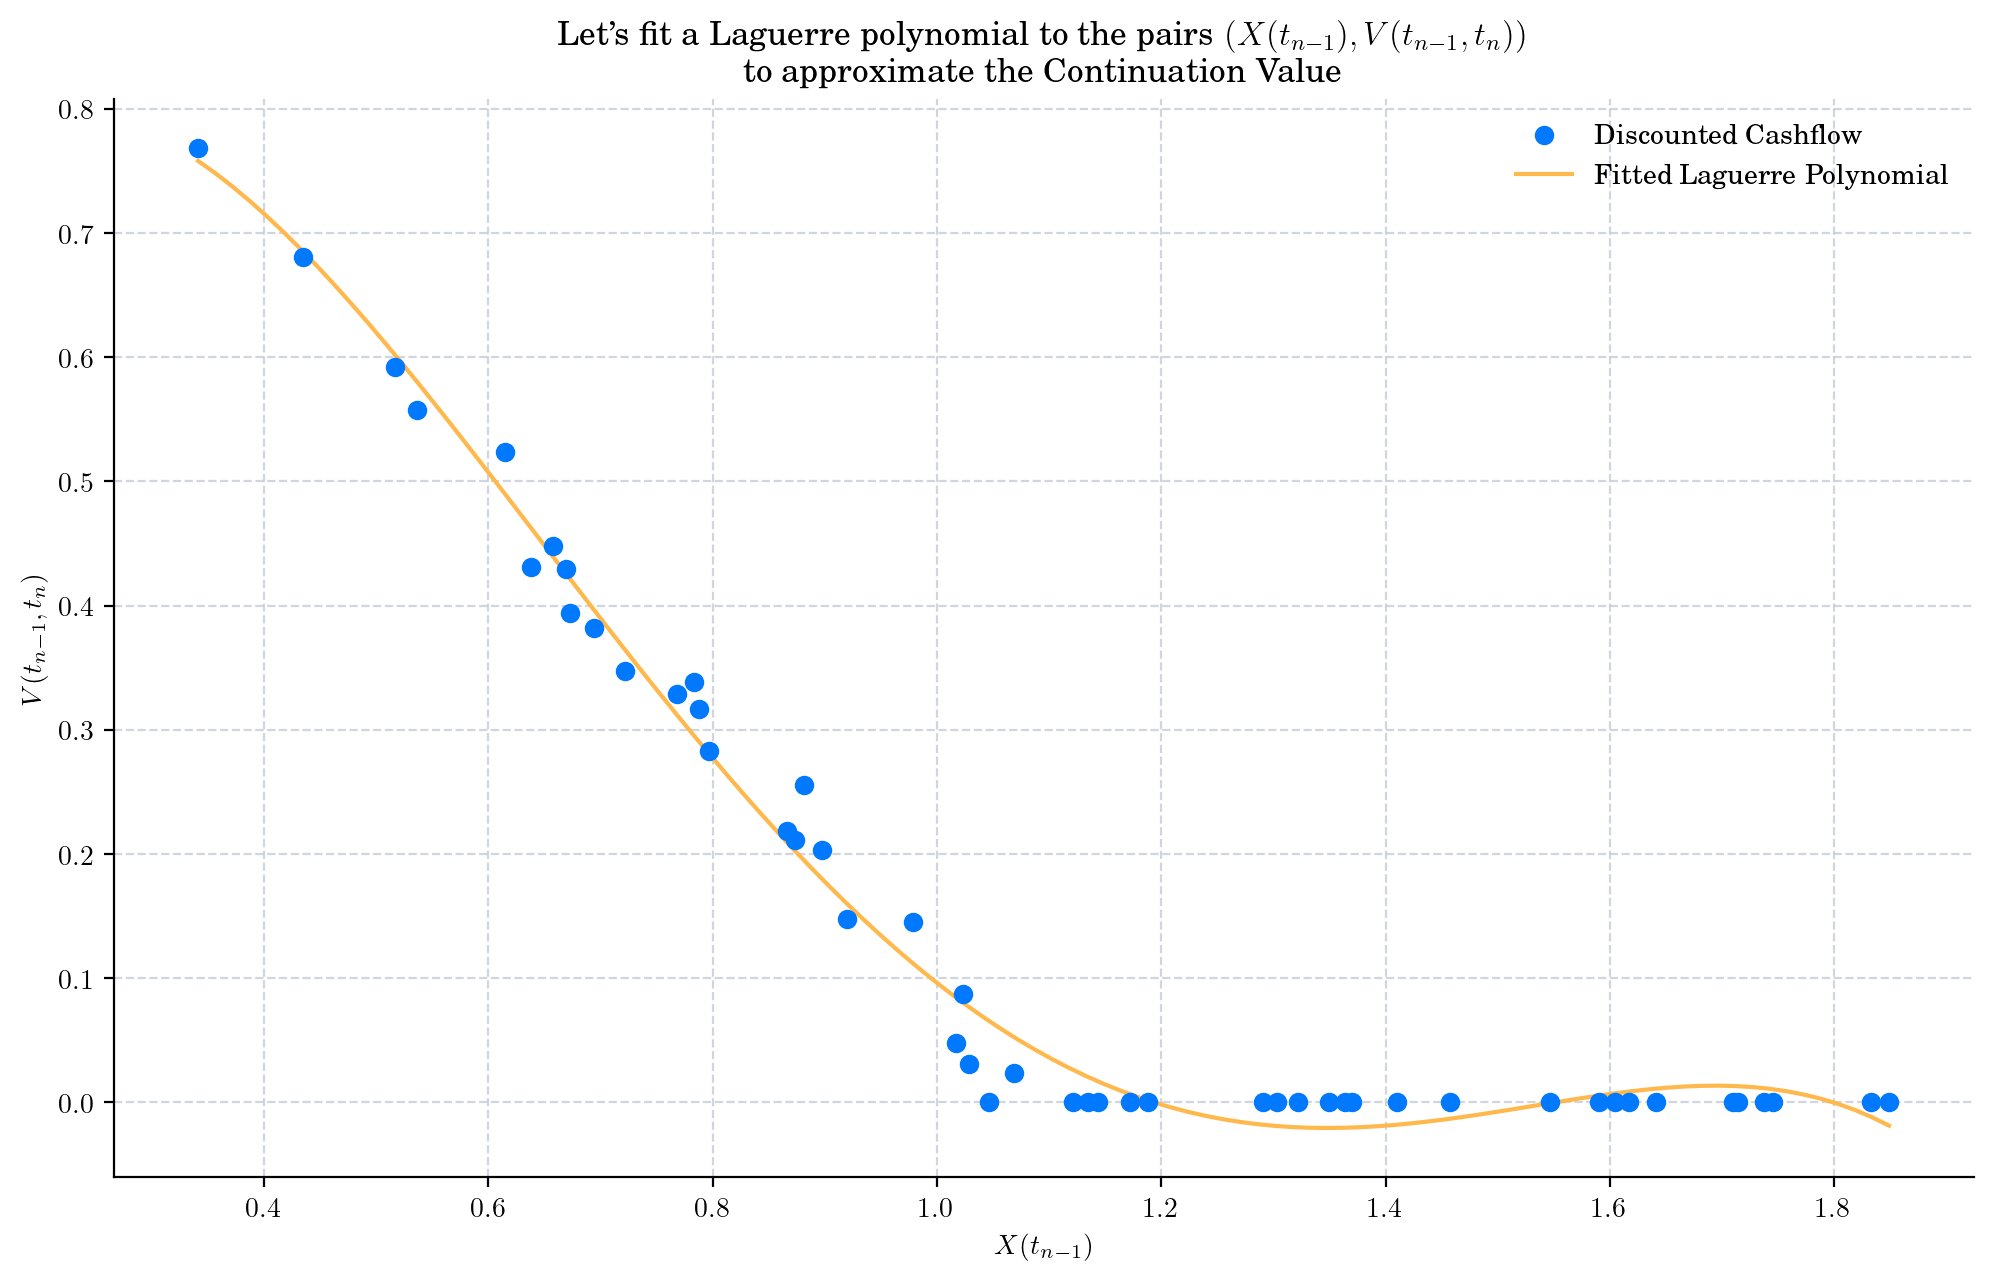 Let's fit a Laguerre polynomial to the pairs $(X(t_{n-1}), V(t_{n-1}, t_n))$
to approximate the Continuation Value
Discounted Cashflow
Fitted Laguerre Polynomial
$V(t_{n-1}, t_n)$
0.8
0.7
0.6
0.5
0.4
0.3
0.2
0.1
0.0
0.4 0.6 0.8 1.0 1.2 1.4 1.6 1.8
$X(t_{n-1})$